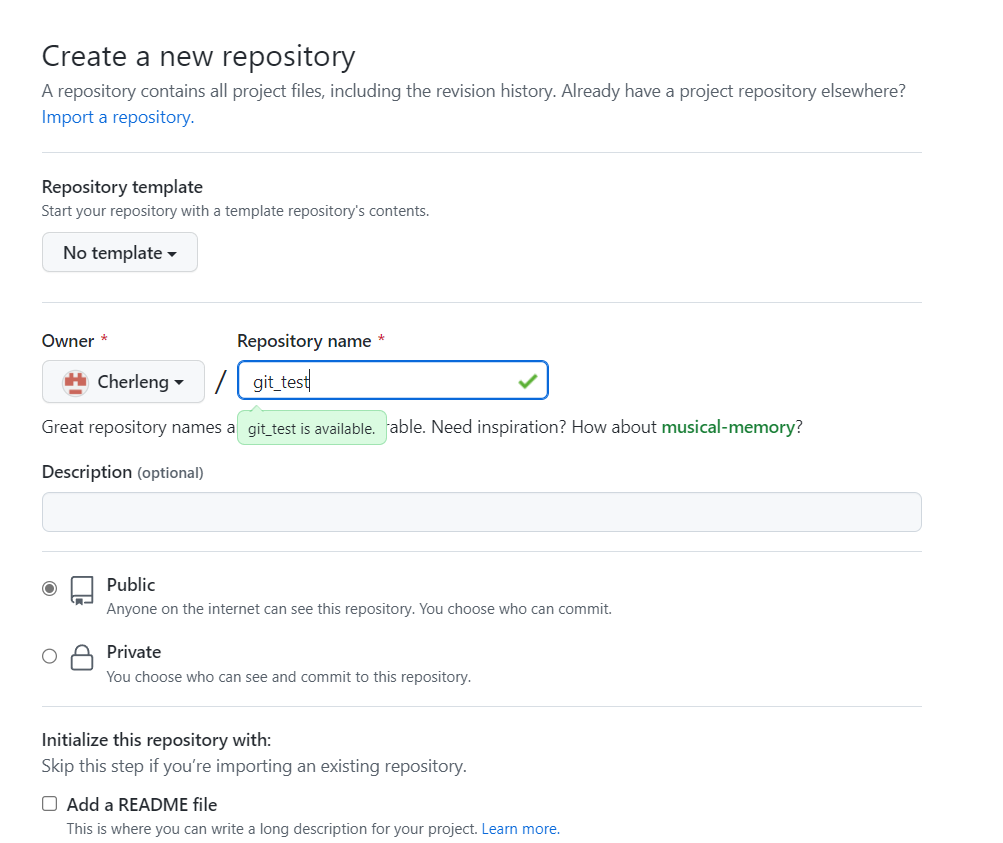 Create a new repository
A repository contains all project files, including the revision history. Already have a project repository elsewhere?
Import a repository.
Repository template
Start your repository with a template repository's contents.
No template
Owner * Repository name *
Cherleng / git_test
Great repository names a rable. Need inspiration? How about musical-memory?
git_test is available.
Description (optional)
Public
Anyone on the internet can see this repository. You choose who can commit.
Private
You choose who can see and commit to this repository.
Initialize this repository with:
Skip this step if you’re importing an existing repository.
Add a README file
This is where you can write a long description for your project. Learn more.